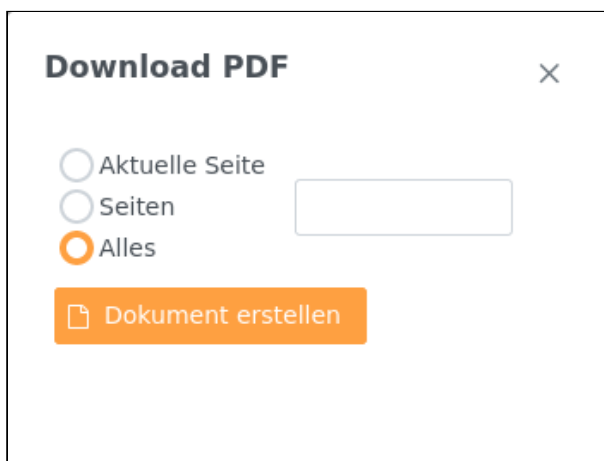 Download PDF
Aktuelle Seite
Seiten
Alles
Dokument erstellen